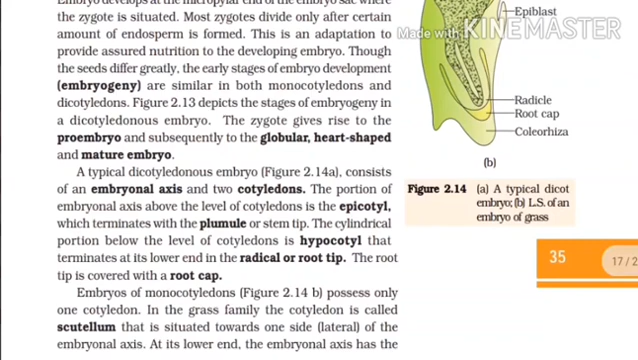 Embryo develops at the micropylar end of the embryo sac where
the zygote is situated. Most zygotes divide only after certain
amount of endosperm is formed. This is an adaptation to
provide assured nutrition to the developing embryo. Though
the seeds differ greatly, the early stages of embryo development
(embryogeny) are similar in both monocotyledons and
dicotyledons. Figure 2.13 depicts the stages of embryogeny in
a dicotyledonous embryo. The zygote gives rise to the
proembryo and subsequently to the globular, heart-shaped
and mature embryo.
A typical dicotyledonous embryo (Figure 2.14a), consists
of an embryonal axis and two cotyledons. The portion of
embryonal axis above the level of cotyledons is the epicotyl,
which terminates with the plumule or stem tip. The cylindrical
portion below the level of cotyledons is hypocotyl that
terminates at its lower end in the radical or root tip. The root
tip is covered with a root cap.
Embryos of monocotyledons (Figure 2.14 b) possess only
one cotyledon. In the grass family the cotyledon is called
scutellum that is situated towards one side (lateral) of the
embryonal axis. At its lower end, the embryonal axis has the
Epiblast
Made with KINEMASTER
Radicle
Root cap
Coleorhiza
(b)
Figure 2.14 (a) A typical dicot
embryo; (b) L.S. of an
embryo of grass
35
17/2